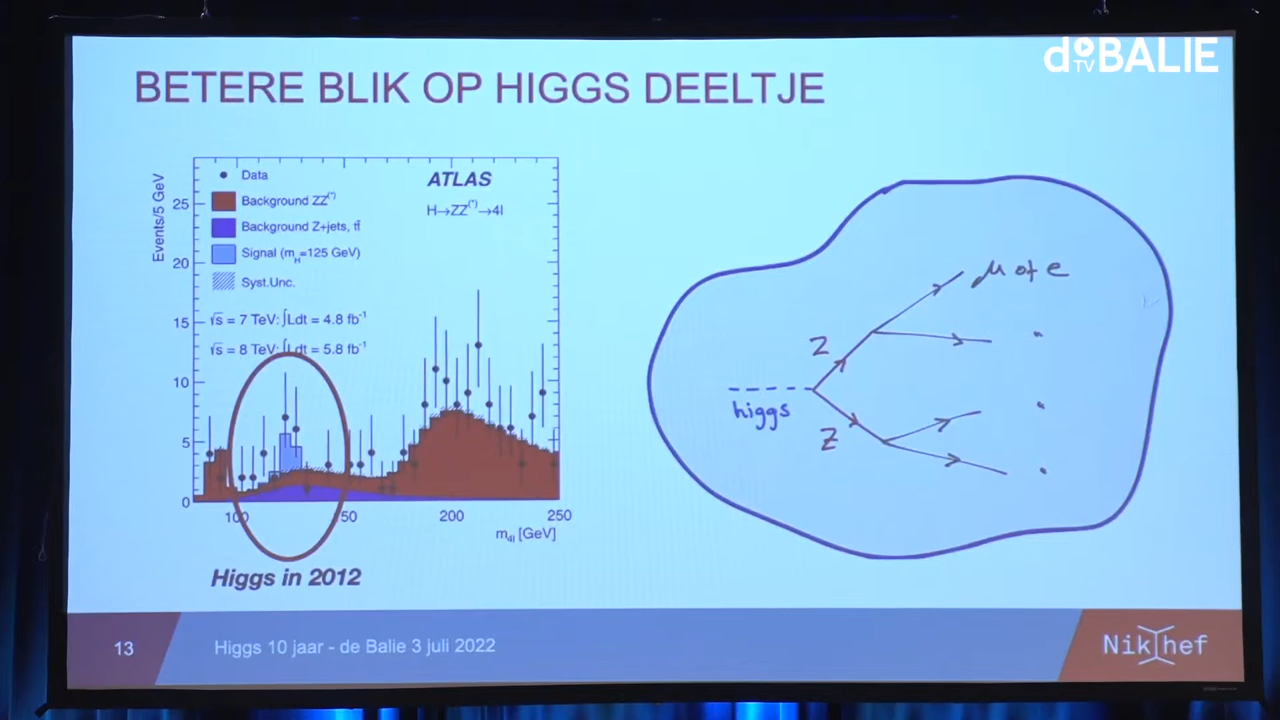 doBALIE
TV
BETERE BLIK OP HIGGS DEELTJE
Events/5 GeV
25
20
15
10
5
0
Data
Background ZZ(*)
Background Z+jets, tt̄
Signal (mH=125 GeV)
Syst.Unc.
√s = 7 TeV: ∫Ldt = 4.8 fb-1
√s = 8 TeV: ∫Ldt = 5.8 fb-1
ATLAS
H→ZZ(*)→4l
100
50
200
250
m4l [GeV]
Higgs in 2012
μ of e
Z
higgs
Z
13
Higgs 10 jaar - de Balie 3 juli 2022
Nikhef